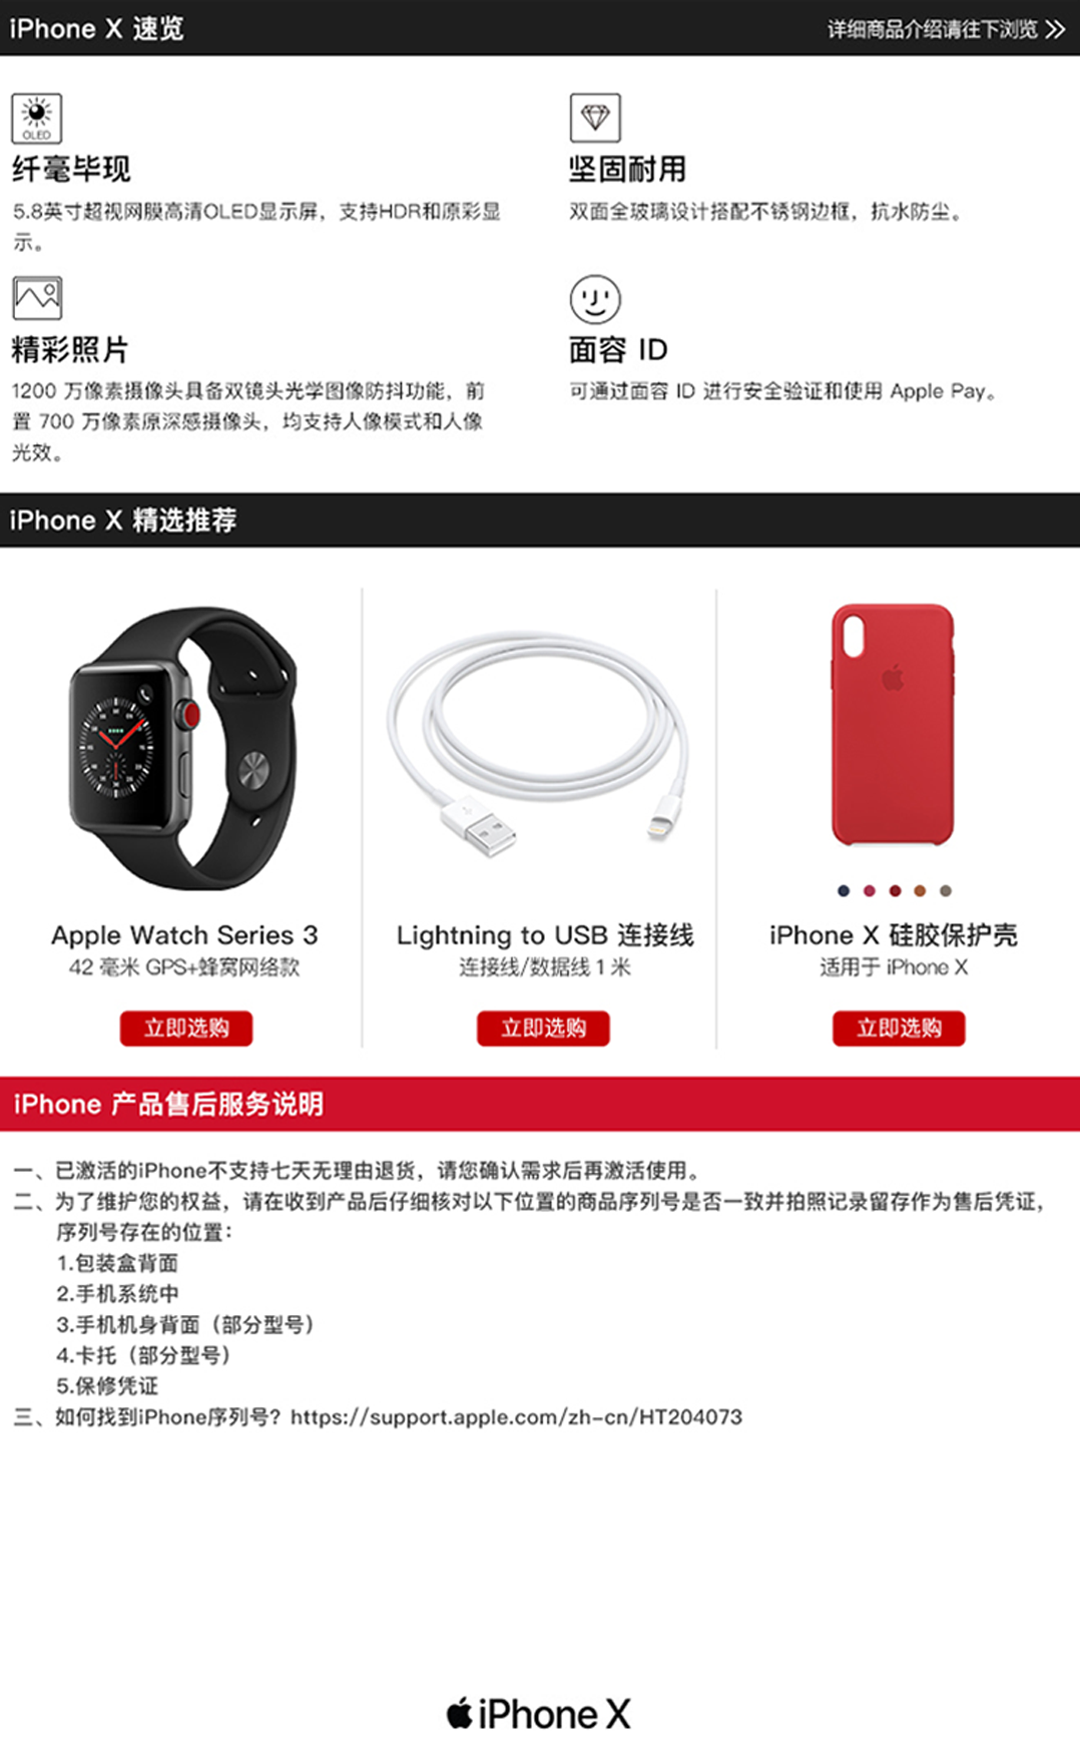 iPhone X 速览
详细商品介绍请往下浏览
OLED
纤毫毕现
5.8英寸超视网膜高清OLED显示屏，支持HDR和原彩显
示。
坚固耐用
双面全玻璃设计搭配不锈钢边框，抗水防尘。
精彩照片
1200 万像素摄像头具备双镜头光学图像防抖功能，前
置 700 万像素原深感摄像头，均支持人像模式和人像
光效。
面容 ID
可通过面容 ID 进行安全验证和使用 Apple Pay。
iPhone X 精选推荐
Apple Watch Series 3
42 毫米 GPS+蜂窝网络款
立即选购
Lightning to USB 连接线
连接线/数据线 1 米
立即选购
iPhone X 硅胶保护壳
适用于 iPhone X
立即选购
iPhone 产品售后服务说明
一、已激活的iPhone不支持七天无理由退货，请您确认需求后再激活使用。
二、为了维护您的权益，请在收到产品后仔细核对以下位置的商品序列号是否一致并拍照记录留存作为售后凭证，
序列号存在的位置：
1.包装盒背面
2.手机系统中
3.手机机身背面（部分型号）
4.卡托（部分型号）
5.保修凭证
三、如何找到iPhone序列号？https://support.apple.com/zh-cn/HT204073
iPhone X